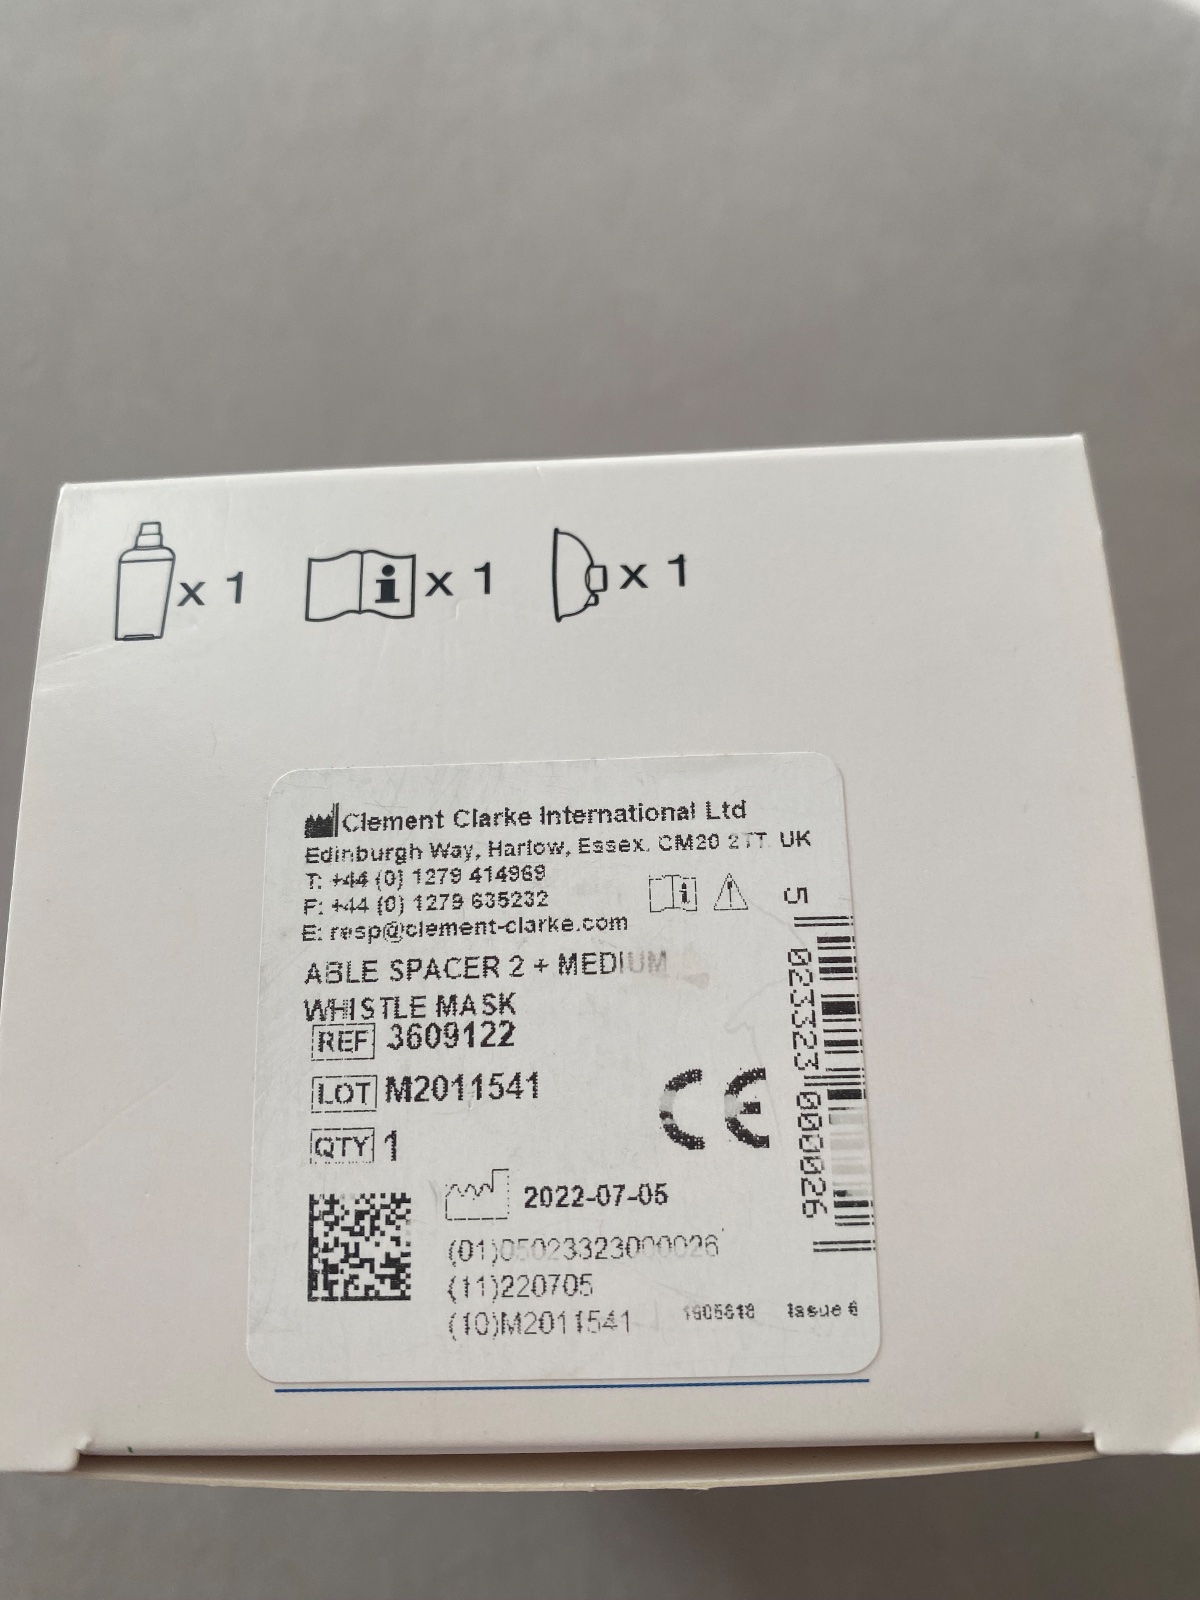 x 1
i x 1
x 1
Clement Clarke International Ltd
Edinburgh Way, Harlow, Essex. CM20 2TT. UK
T: +44 (0) 1279 414969
F: +44 (0) 1279 635232
E: resp@clement-clarke.com
ABLE SPACER 2 + MEDIUM
WHISTLE MASK
REF 3609122
LOT M2011541
QTY 1
CE
2022-07-05
(01)05023323000026
(11)220705
(10)M2011541
1905618 Issue 6
5 023323 000026